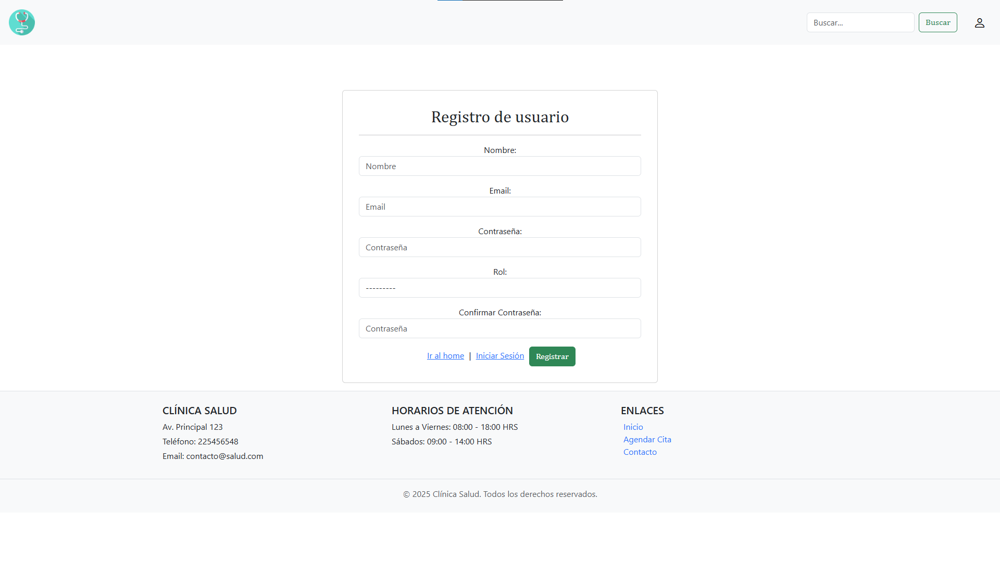 Buscar...
Buscar
Registro de usuario
Nombre:
Nombre
Email:
Email
Contraseña:
Contraseña
Rol:
---------
Confirmar Contraseña:
Contraseña
Ir al home | Iniciar Sesión Registrar
CLÍNICA SALUD
Av. Principal 123
Teléfono: 225456548
Email: contacto@salud.com
HORARIOS DE ATENCIÓN
Lunes a Viernes: 08:00 - 18:00 HRS
Sábados: 09:00 - 14:00 HRS
ENLACES
Inicio
Agendar Cita
Contacto
© 2025 Clínica Salud. Todos los derechos reservados.